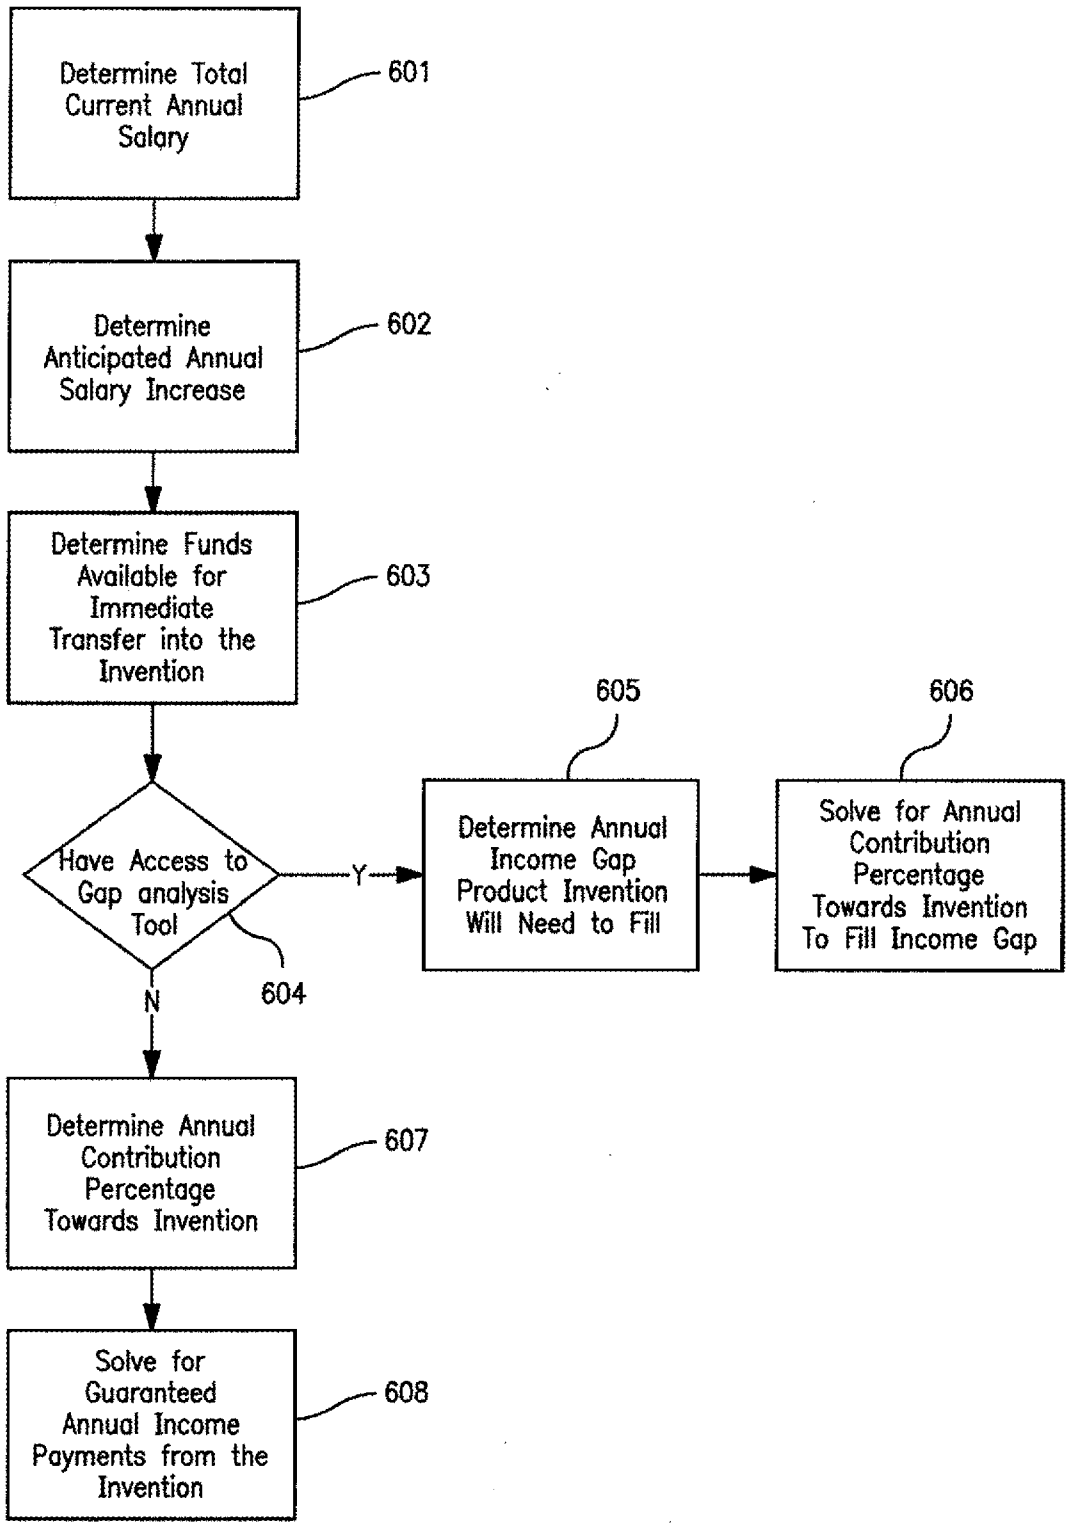 Determine Total
Current Annual
Salary
601
Determine
Anticipated Annual
Salary Increase
602
Determine Funds
Available for
Immediate
Transfer into the
Invention
603
Have Access to
Gap analysis
Tool
604
Y
N
605
Determine Annual
Income Gap
Product Invention
Will Need to Fill
606
Solve for Annual
Contribution
Percentage
Towards Invention
To Fill Income Gap
Determine Annual
Contribution
Percentage
Towards Invention
607
Solve for
Guaranteed
Annual Income
Payments from the
Invention
608